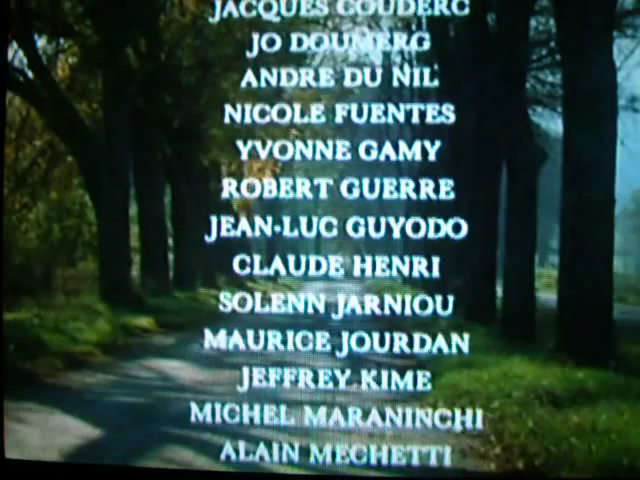 JACQUES COUDERC
JO DOUMERG
ANDRE DU NIL
NICOLE FUENTES
YVONNE GAMY
ROBERT GUERRE
JEAN-LUC GUYODO
CLAUDE HENRI
SOLENN JARNIOU
MAURICE JOURDAN
JEFFREY KIME
MICHEL MARANINCHI
ALAIN MECHETTI